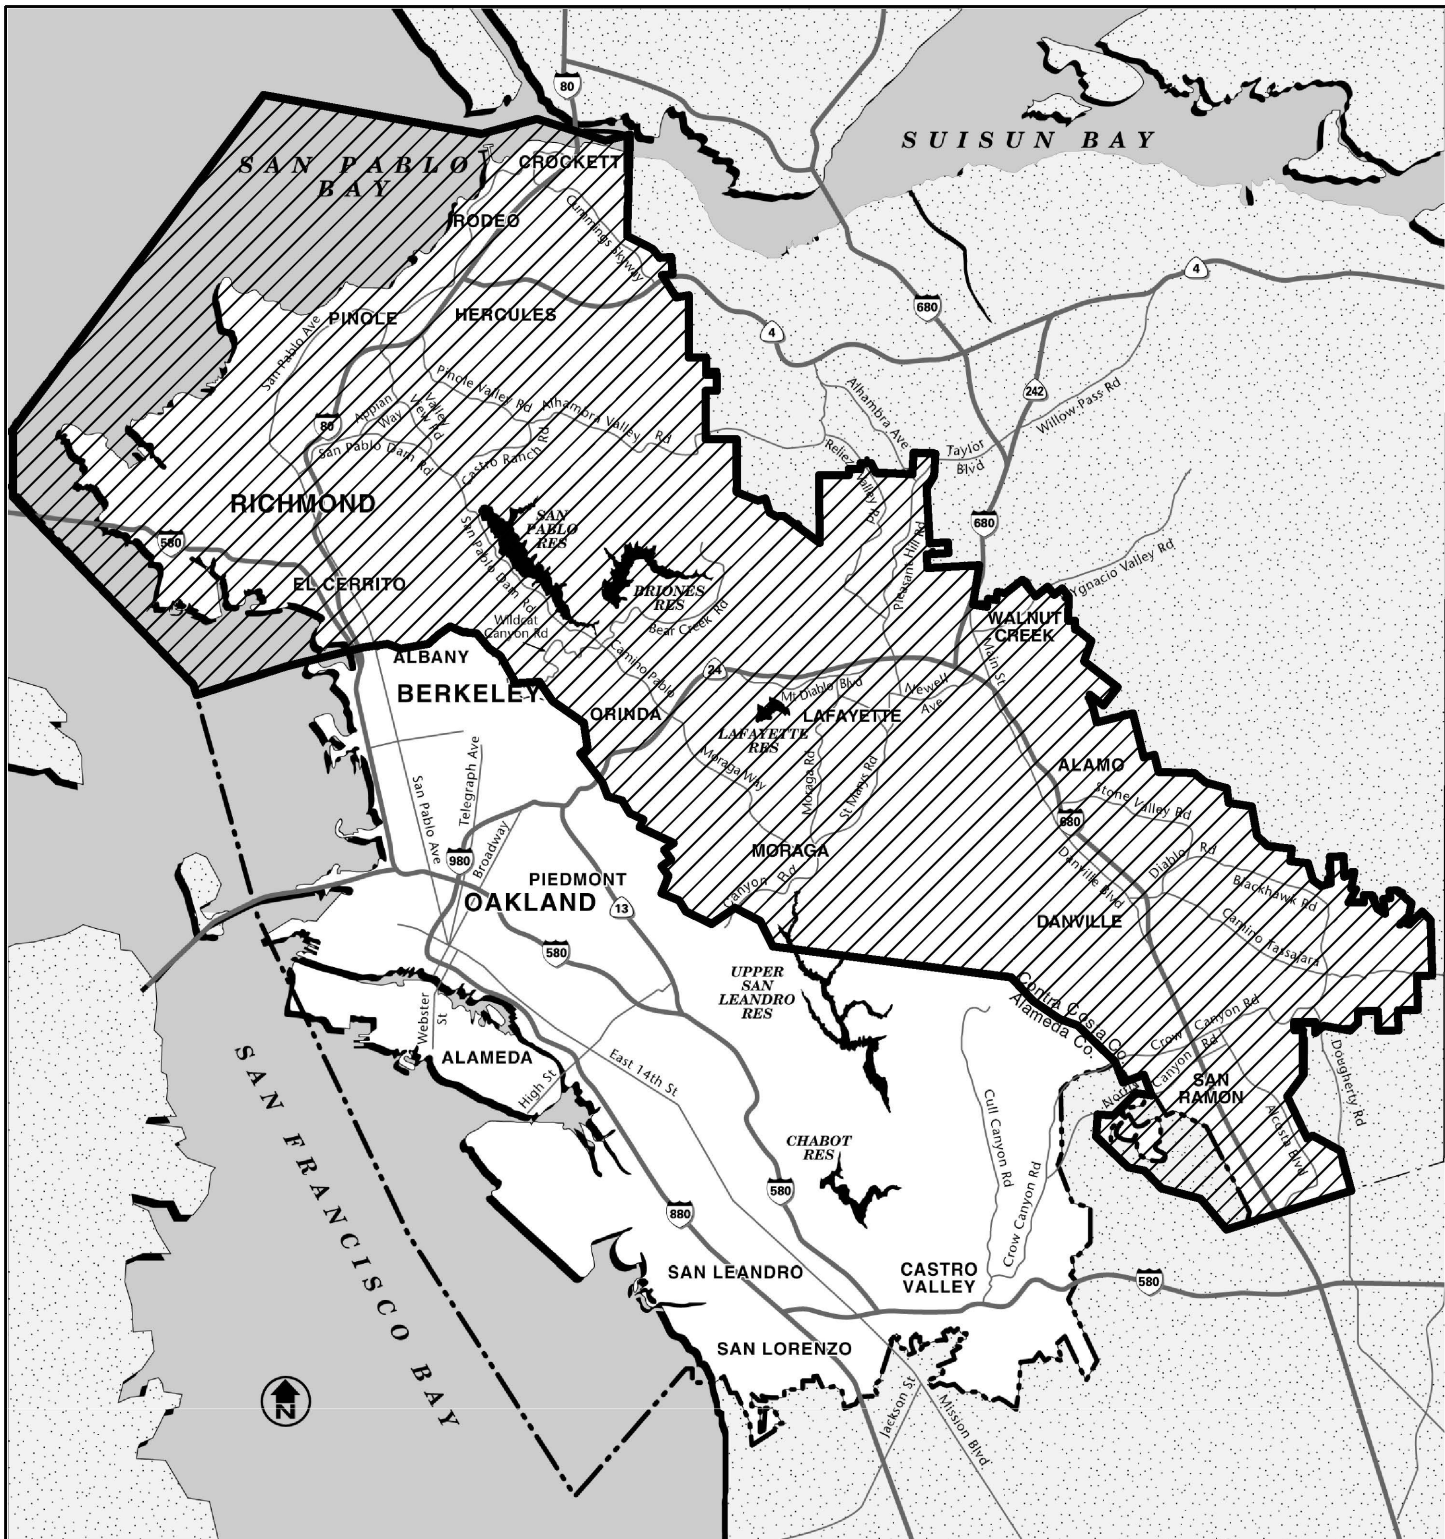 80
SUISUN BAY
SAN PABLO
BAY
CROCKETT
RODEO
Cummings Skyway
4
680
HERCULES
PINOLE
San Pablo Ave
4
242
Willow Pass Rd
Alhambra Ave
Pinole Valley Rd
Alhambra Valley Rd
Appian
Way
Valley
View Rd
80
San Pablo Dam Rd
Castro Ranch Rd
Reliez Valley Rd
Taylor
Blvd
RICHMOND
SAN
PABLO
RES
680
580
San Pablo Dam Rd
Pleasant Hill Rd
Ygnacio Valley Rd
EL CERRITO
BRIONES
RES
Bear Creek Rd
Wildcat
Canyon Rd
WALNUT
CREEK
Main St
ALBANY
BERKELEY
Camino Pablo
24
Mt Diablo Blvd
Newell
Ave
ORINDA
LAFAYETTE
LAFAYETTE
RES
Moraga Way
Moraga Rd
St Marys Rd
ALAMO
Stone Valley Rd
680
San Pablo Ave
Telegraph Ave
Broadway
980
MORAGA
Canyon Rd
Danville Blvd
Diablo Rd
Blackhawk Rd
PIEDMONT
OAKLAND
13
DANVILLE
Camino Tassajara
580
UPPER
SAN
LEANDRO
RES
Contra Costa Co.
Alameda Co.
Crow Canyon Rd
Norris Canyon Rd
Webster
St
ALAMEDA
High St
East 14th St
SAN
RAMON
Alcosta Blvd
Dougherty Rd
SAN FRANCISCO BAY
Cull Canyon Rd
CHABOT
RES
580
880
Crow Canyon Rd
SAN LEANDRO
CASTRO
VALLEY
580
SAN LORENZO
Jackson St
Mission Blvd
N